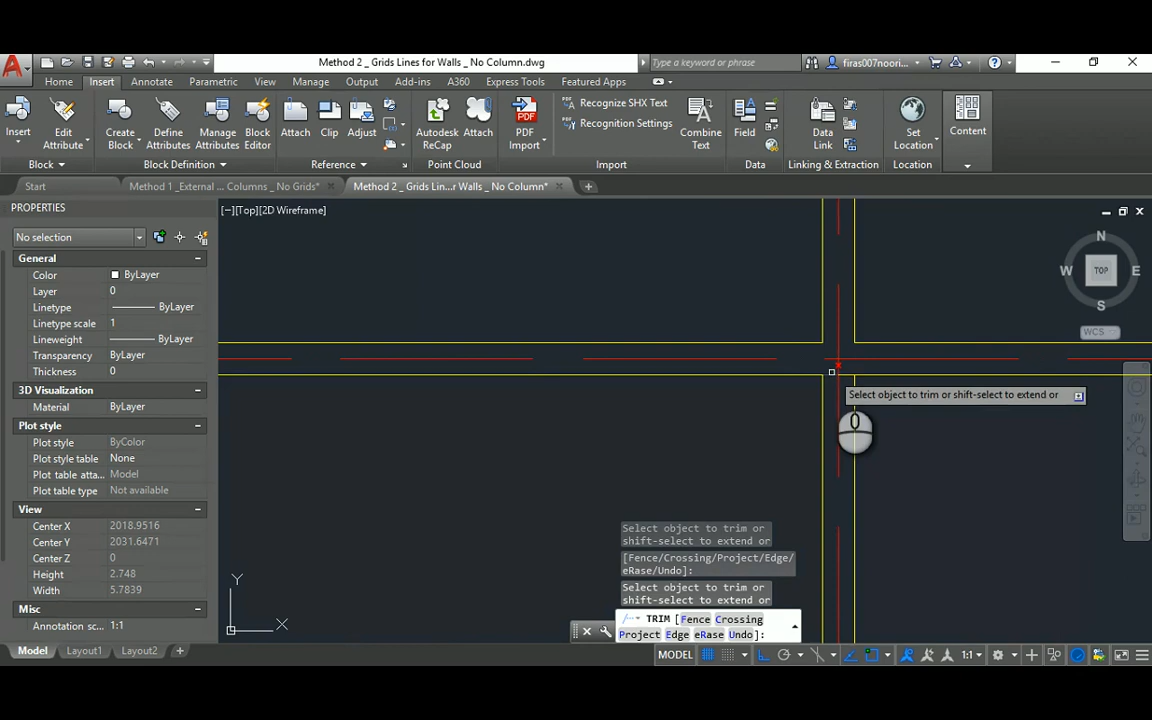 Method 2 _ Grids Lines for Walls _ No Column.dwg
Type a keyword or phrase
firas007noori...
Home Insert Annotate Parametric View Manage Output Add-ins A360 Express Tools Featured Apps
Insert
Edit
Attribute
Create
Block
Define
Attributes
Manage
Attributes
Block
Editor
Attach
Clip
Adjust
Autodesk
ReCap
Attach
PDF
Import
Recognize SHX Text
Recognition Settings
Combine
Text
Field
Data
Link
Set
Location
Content
Block
Block Definition
Reference
Point Cloud
Import
Data
Linking & Extraction
Location
Start
Method 1 _External ... Columns _ No Grids*
Method 2 _ Grids Lin...r Walls _ No Column*
PROPERTIES
[−][Top][2D Wireframe]
No selection
General
Color ByLayer
Layer 0
Linetype ByLayer
Linetype scale 1
Lineweight ByLayer
Transparency ByLayer
Thickness 0
3D Visualization
Material ByLayer
Plot style
Plot style ByColor
Plot style table None
Plot table atta... Model
Plot table type Not available
View
Center X 2018.9516
Center Y 2031.6471
Center Z 0
Height 2.748
Width 5.7839
Misc
Annotation sc... 1:1
N
W TOP E
S
WCS
Select object to trim or shift-select to extend or
Select object to trim or
shift-select to extend or
[Fence/Crossing/Project/Edge/
eRase/Undo]:
Select object to trim or
shift-select to extend or
TRIM [Fence Crossing
Project Edge eRase Undo]:
Y
X
Model Layout1 Layout2
MODEL
1:1